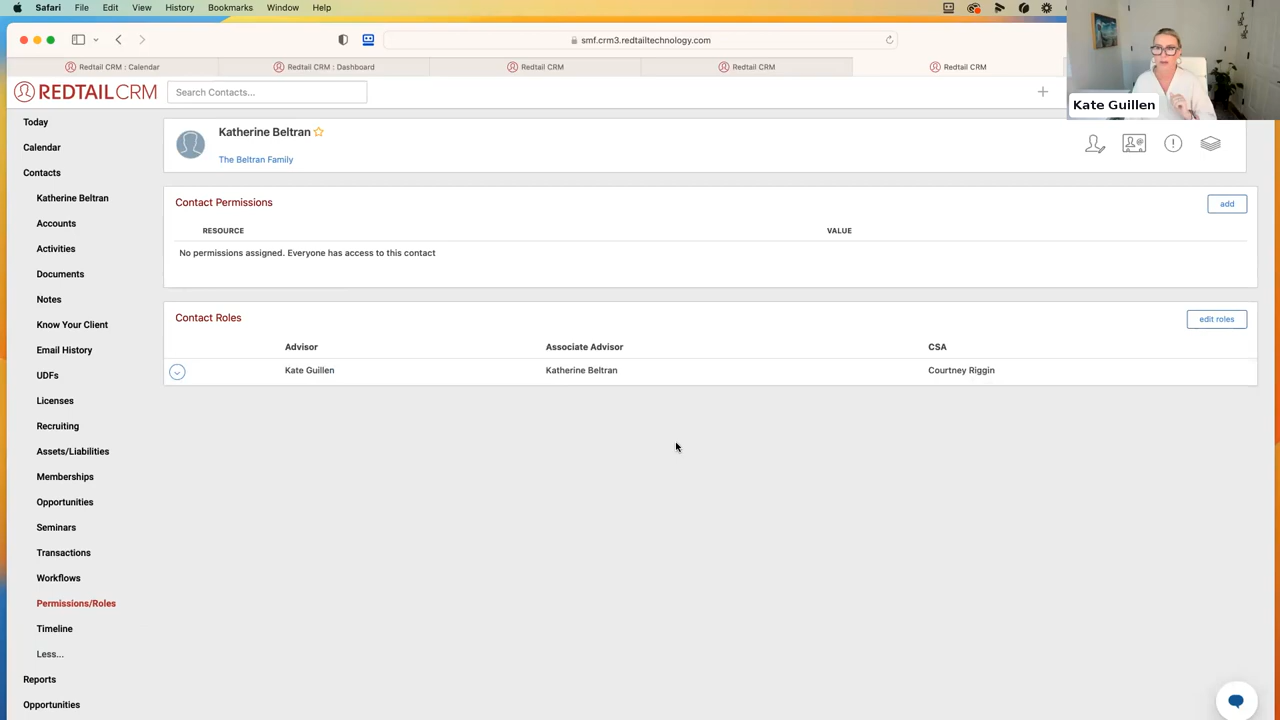 Safari File Edit View History Bookmarks Window Help
smf.crm3.redtailtechnology.com
Redtail CRM : Calendar
Redtail CRM : Dashboard
Redtail CRM
Redtail CRM
Redtail CRM
REDTAILCRM
Search Contacts...
Kate Guillen
Today
Calendar
Contacts
Katherine Beltran
Accounts
Activities
Documents
Notes
Know Your Client
Email History
UDFs
Licenses
Recruiting
Assets/Liabilities
Memberships
Opportunities
Seminars
Transactions
Workflows
Permissions/Roles
Timeline
Less...
Reports
Opportunities
Katherine Beltran
The Beltran Family
Contact Permissions
add
RESOURCE VALUE
No permissions assigned. Everyone has access to this contact
Contact Roles
edit roles
Advisor Associate Advisor CSA
Kate Guillen Katherine Beltran Courtney Riggin